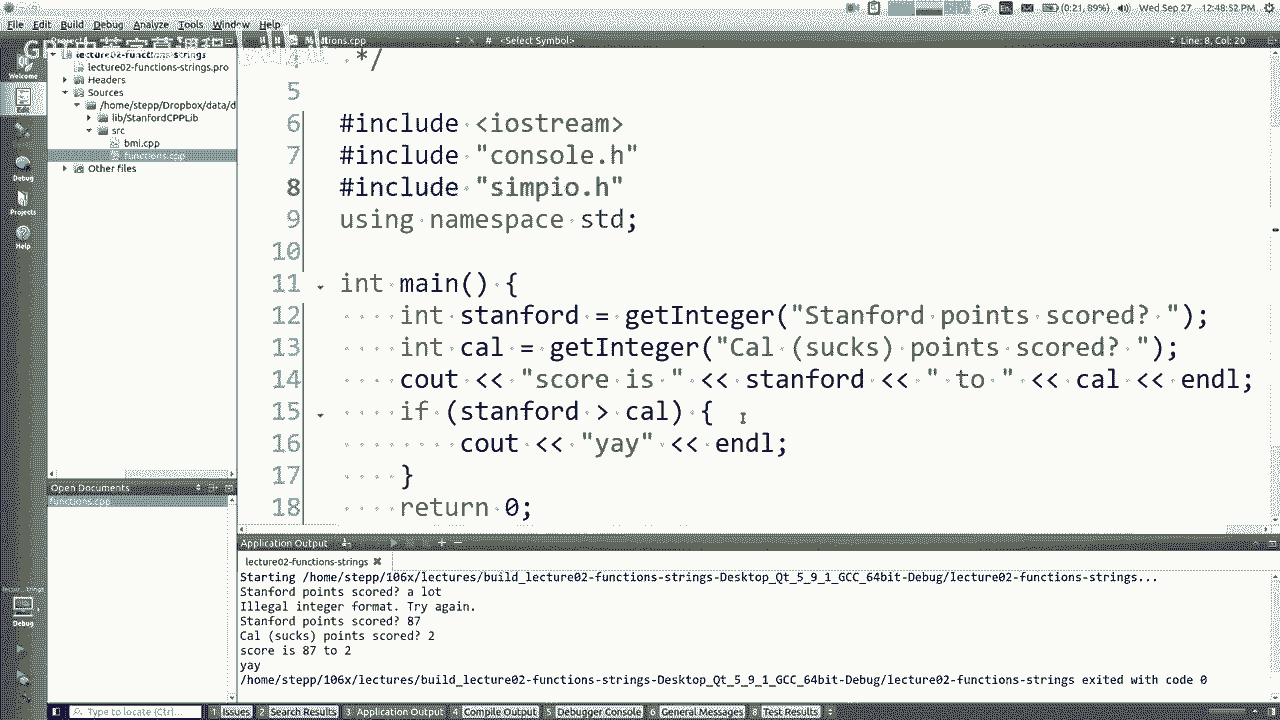 (0:21, 89%) Wed Sep 27 12:48:52 PM
File Edit Build Debug Analyze Tools Window Help
functions.cpp # <Select Symbol> Line: 8, Col: 20
Welcome
Debug
Projects
Help
lecture02-functions-strings
lecture02-functions-strings.pro
Headers
Sources
/home/stepp/Dropbox/data/d
lib/StanfordCPPLib
src
bmi.cpp
functions.cpp
Other files
Open Documents
functions.cpp
Debug
*/
5
6 #include <iostream>
7 #include "console.h"
8 #include "simpio.h"
9 using namespace std;
10
11 int main() {
12 int stanford = getInteger("Stanford points scored? ");
13 int cal = getInteger("Cal (sucks) points scored? ");
14 cout << "score is " << stanford << " to " << cal << endl;
15 if (stanford > cal) {
16 cout << "yay" << endl;
17 }
18 return 0;
Application Output
lecture02-functions-strings
Starting /home/stepp/106x/lectures/build_lecture02-functions-strings-Desktop_Qt_5_9_1_GCC_64bit-Debug/lecture02-functions-strings...
Stanford points scored? a lot
Illegal integer format. Try again.
Stanford points scored? 87
Cal (sucks) points scored? 2
score is 87 to 2
yay
/home/stepp/106x/lectures/build_lecture02-functions-strings-Desktop_Qt_5_9_1_GCC_64bit-Debug/lecture02-functions-strings exited with code 0
Type to locate (Ctrl... 1 Issues 2 Search Results 3 Application Output 4 Compile Output 5 Debugger Console 6 General Messages 8 Test Results